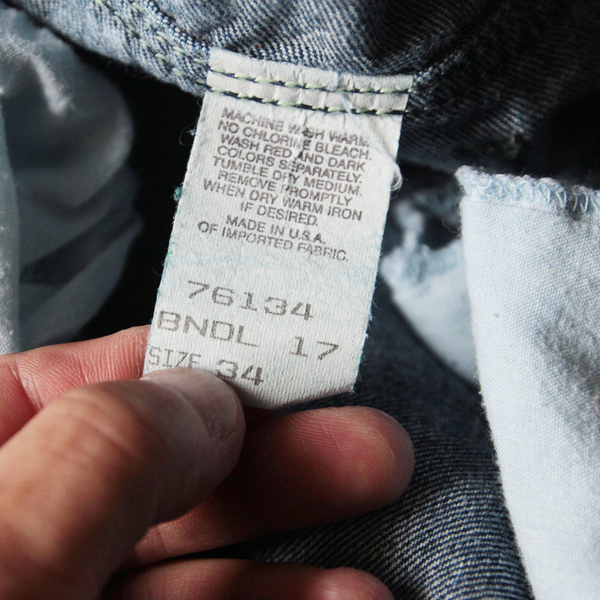 MACHINE WASH WARM.
NO CHLORINE BLEACH.
WASH RED AND DARK
COLORS SEPARATELY.
TUMBLE DRY MEDIUM.
REMOVE PROMPTLY
WHEN DRY WARM IRON
IF DESIRED.
MADE IN U.S.A.
OF IMPORTED FABRIC.
76134
BNDL 17
SIZE 34